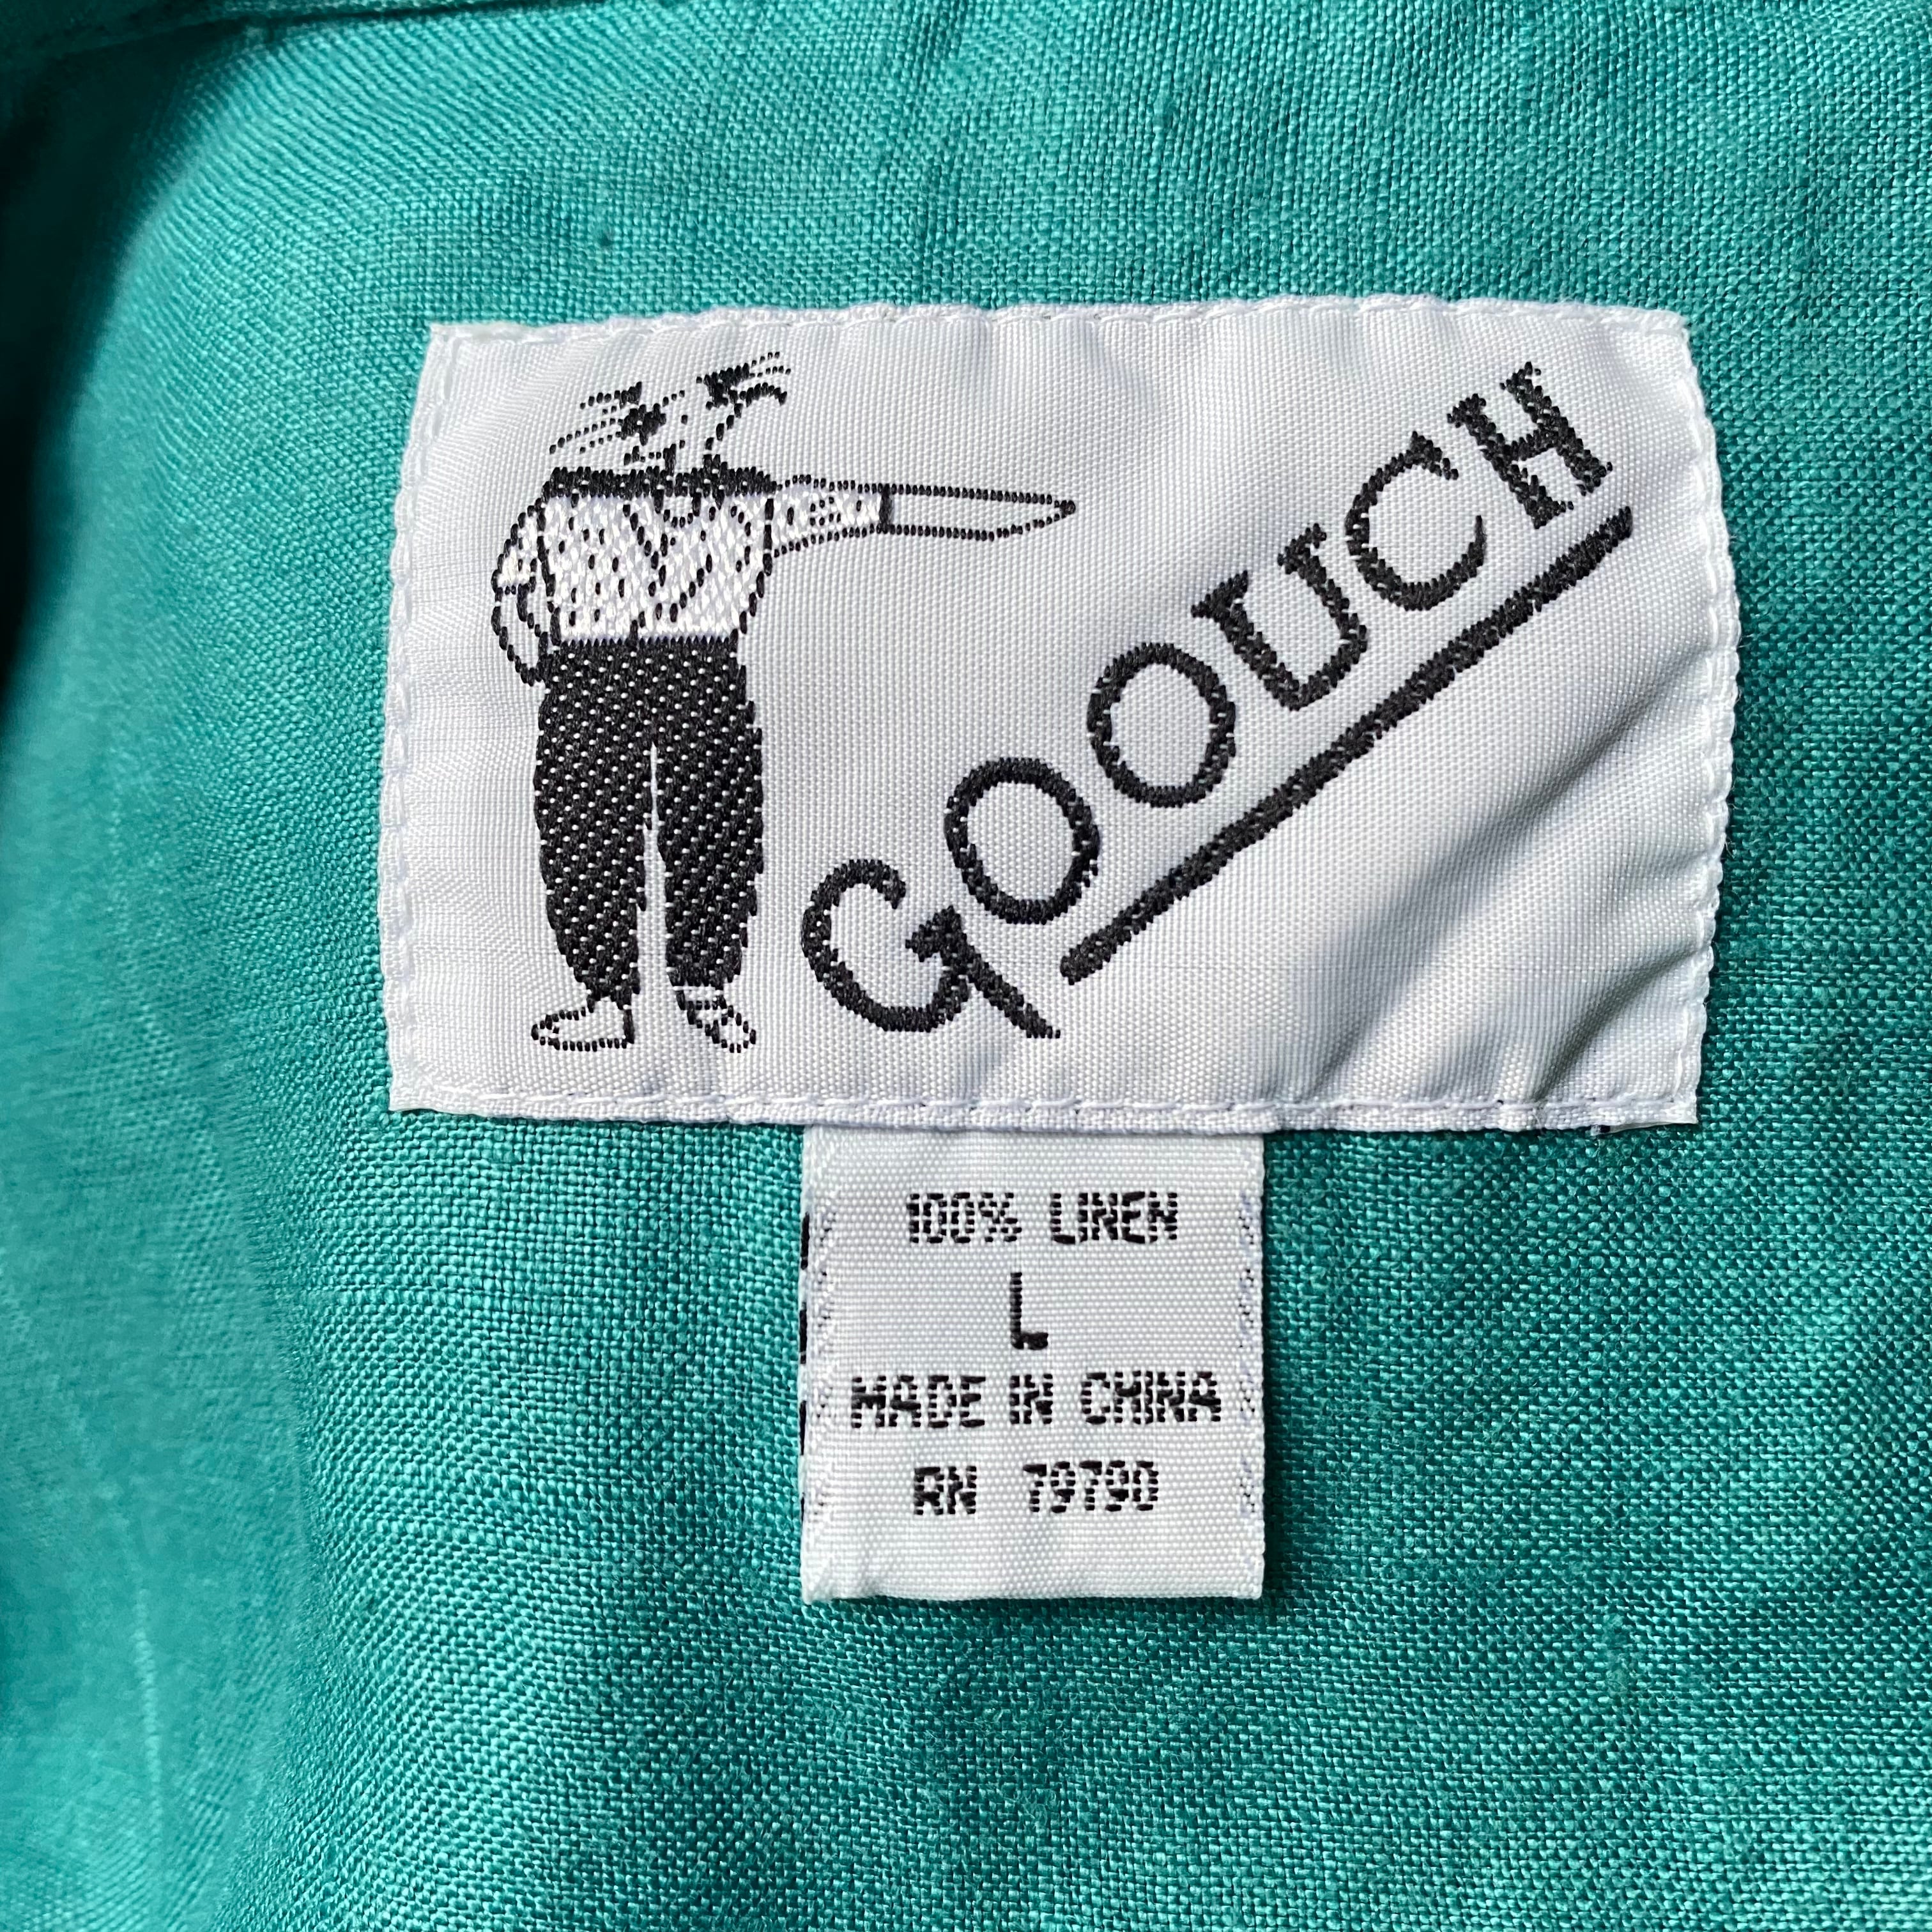 GOOUCH
100% LINEN
L
MADE IN CHINA
RN 79790